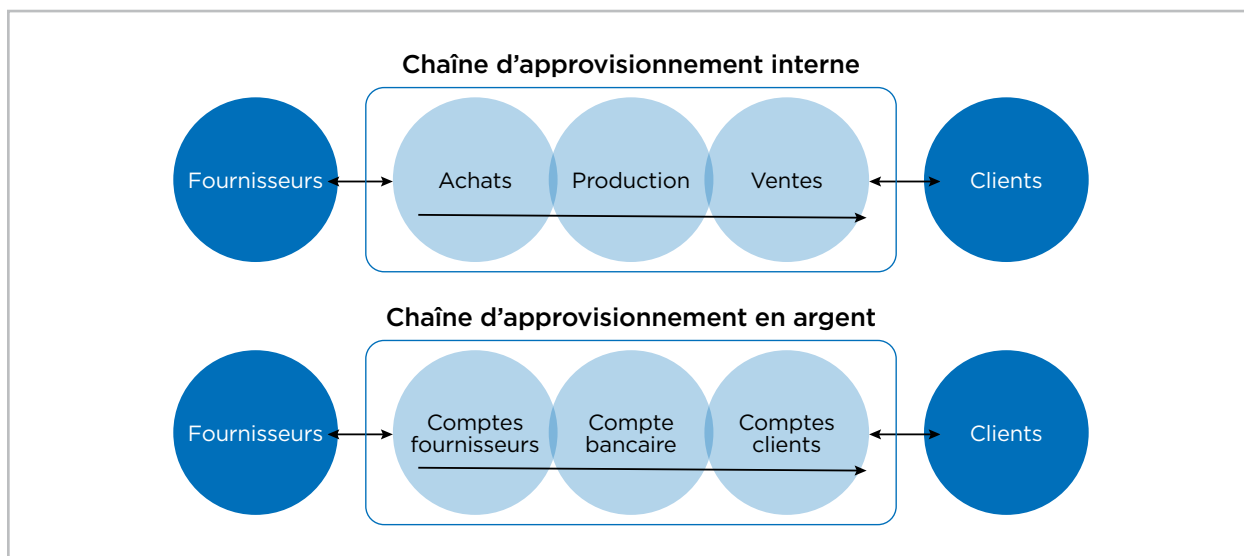 Chaîne d’approvisionnement interne
Fournisseurs
Achats
Production
Ventes
Clients
Chaîne d’approvisionnement en argent
Fournisseurs
Comptes
fournisseurs
Compte
bancaire
Comptes
clients
Clients